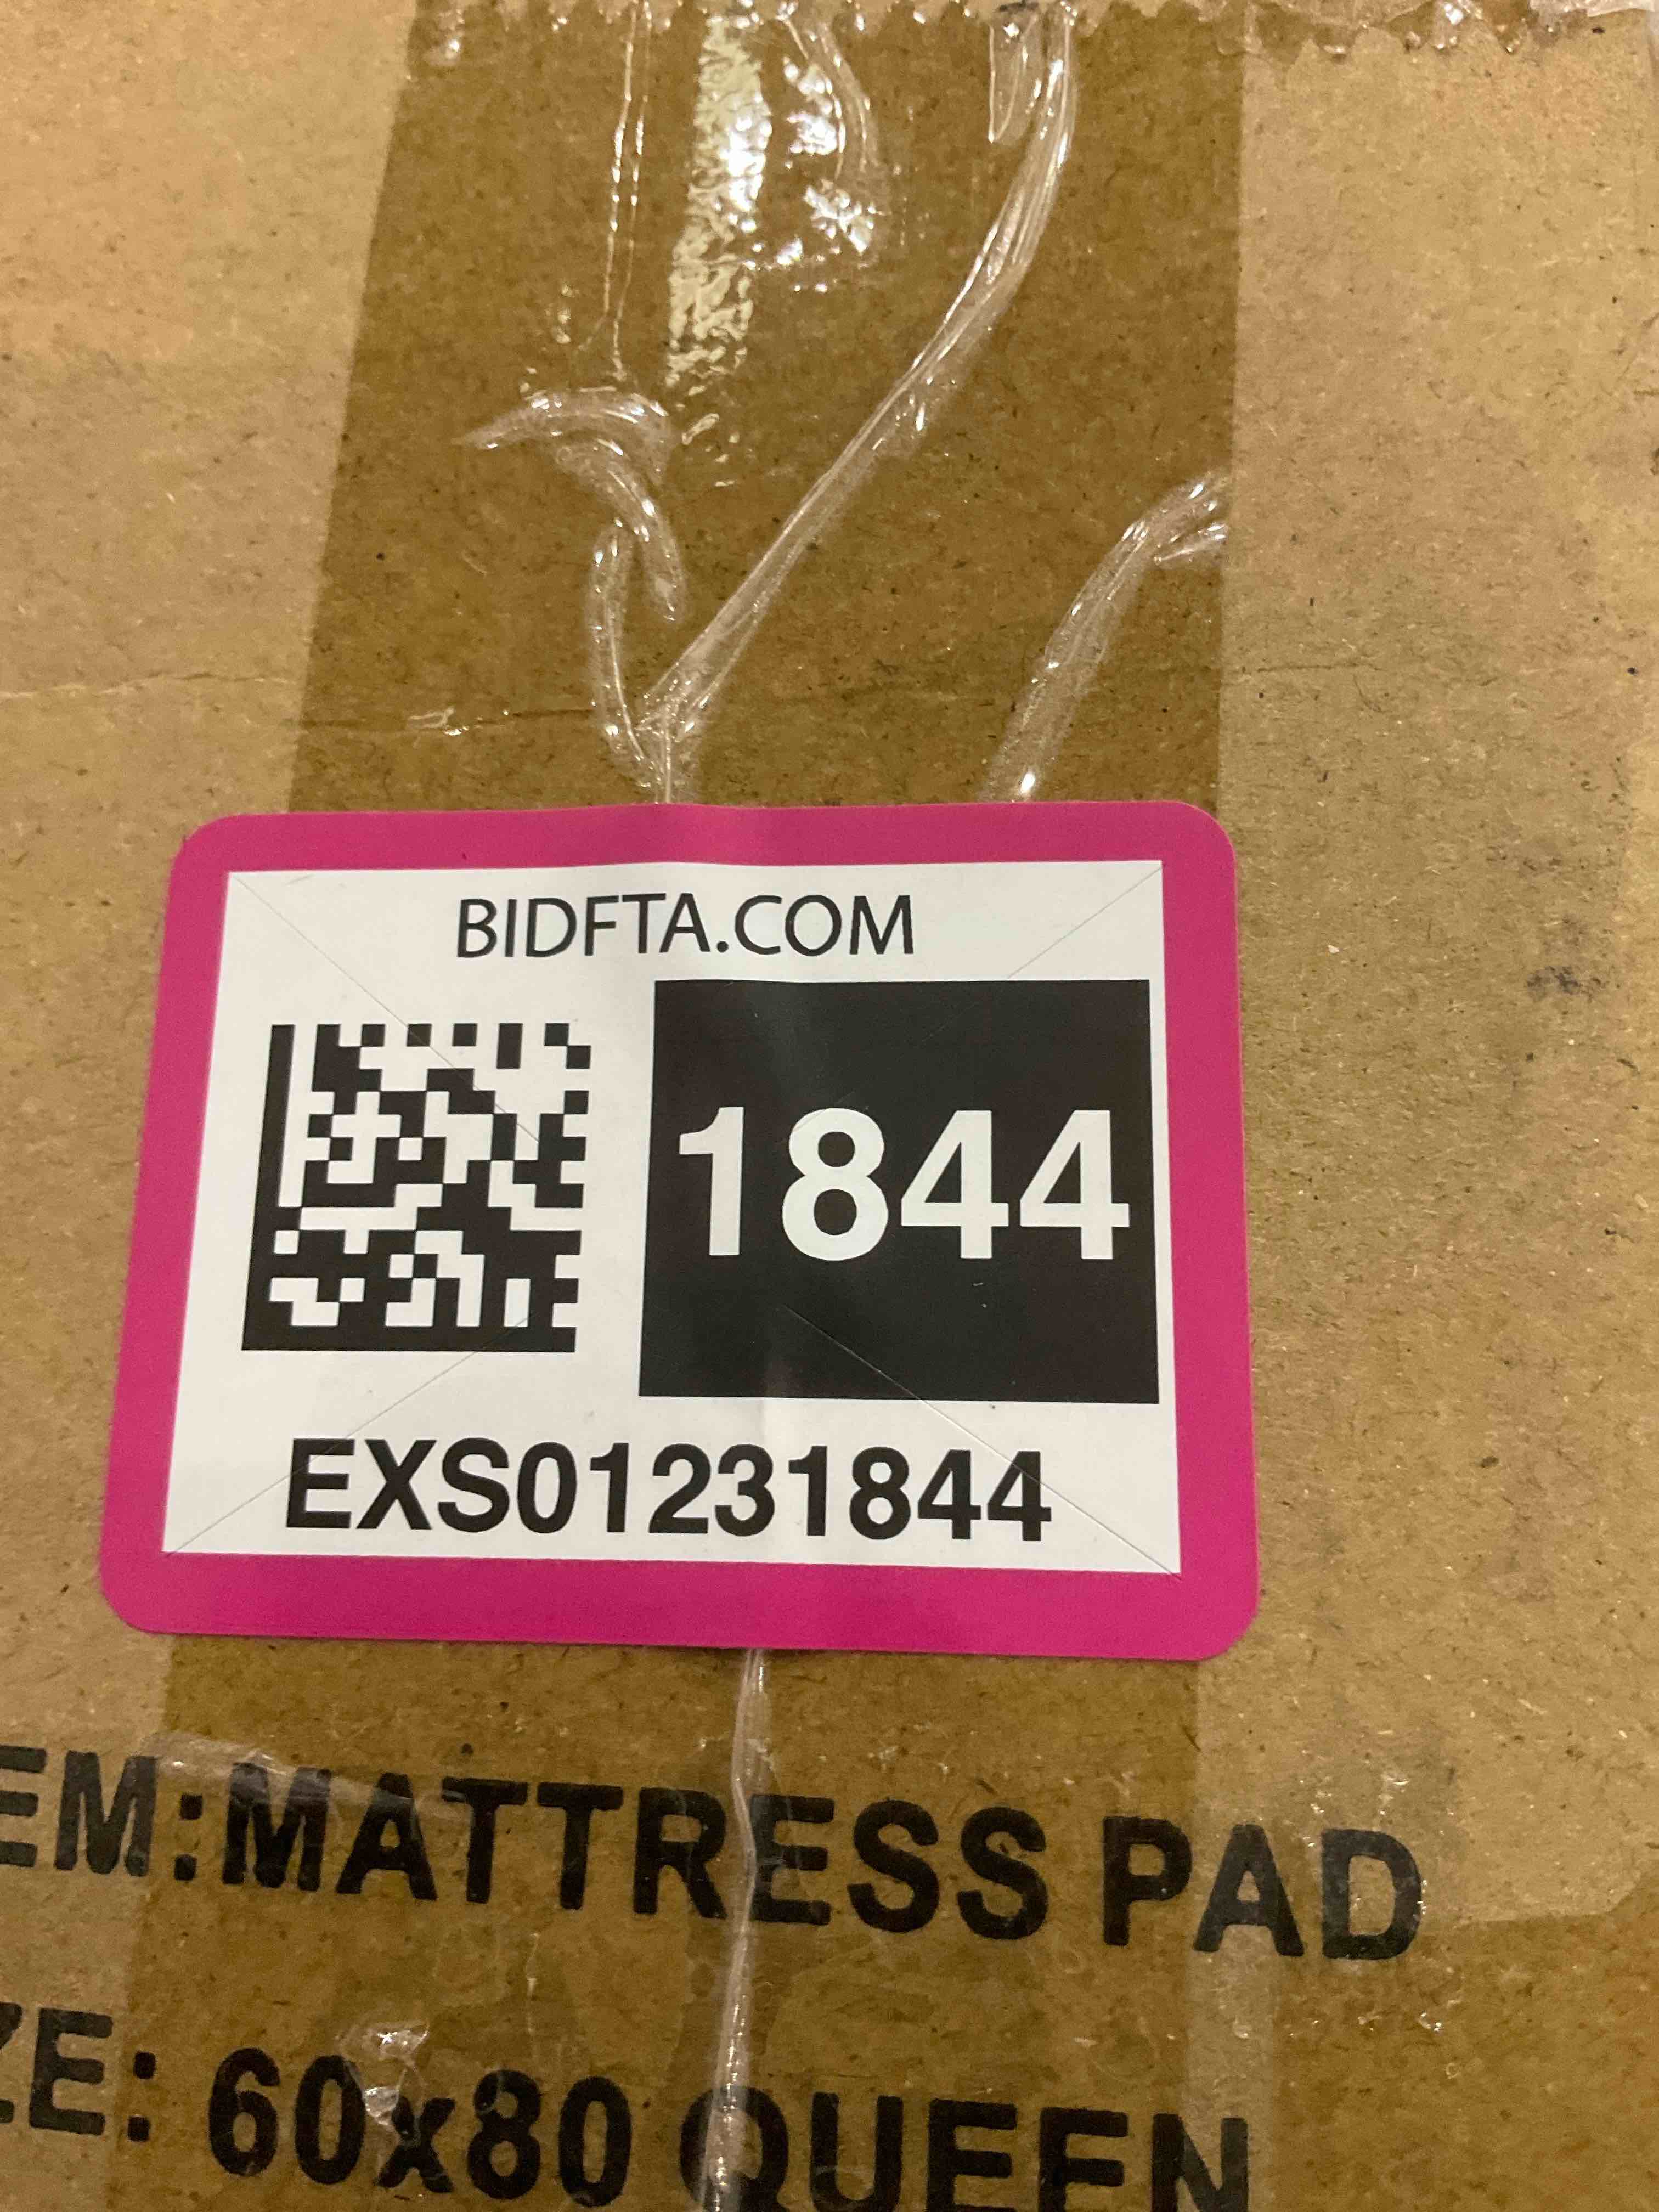 BIDFTA.COM
1844
EXS01231844
EM:MATTRESS PAD
ZE: 60x80 QUEEN